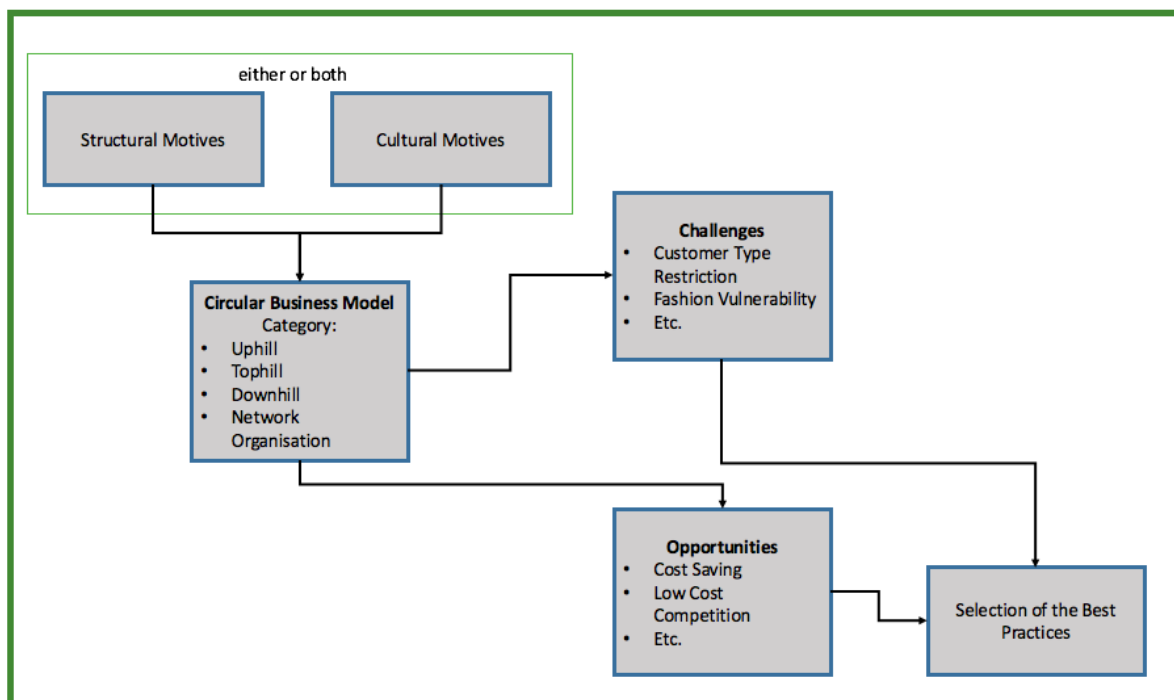 either or both
Structural Motives
Cultural Motives
Challenges
• Customer Type
Restriction
• Fashion Vulnerability
• Etc.
Circular Business Model
Category:
• Uphill
• Tophill
• Downhill
• Network
Organisation
Opportunities
• Cost Saving
• Low Cost
Competition
• Etc.
Selection of the Best
Practices